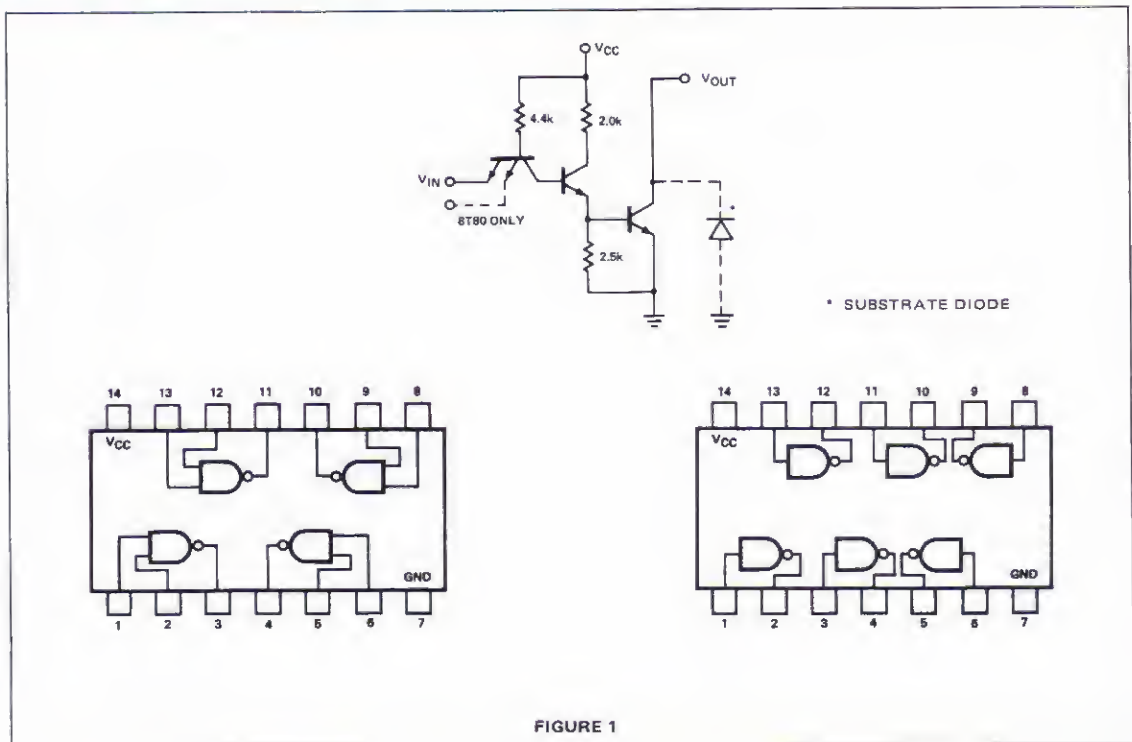 VCC
VOUT
4.4k
2.0k
VIN
8T80 ONLY
*
2.5k
* SUBSTRATE DIODE
14 13 12 11 10 9 8
VCC
GND
1 2 3 4 5 6 7
14 13 12 11 10 9 8
VCC
GND
1 2 3 4 5 6 7
FIGURE 1